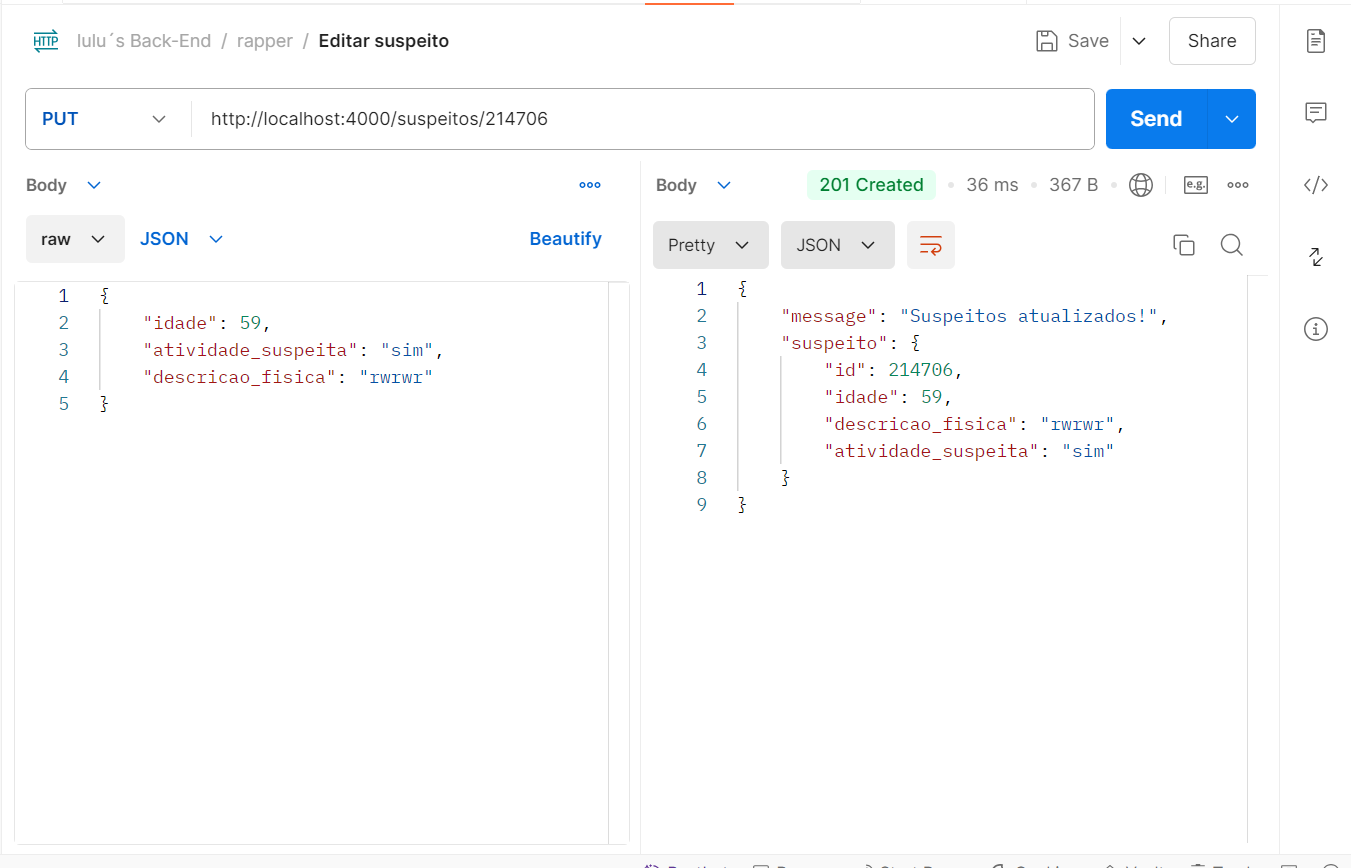 HTTP lulu´s Back-End / rapper / Editar suspeito Save Share
PUT http://localhost:4000/suspeitos/214706 Send
Body
raw JSON Beautify
1 {
2 "idade": 59,
3 "atividade_suspeita": "sim",
4 "descricao_fisica": "rwrwr"
5 }
Body 201 Created 36 ms 367 B e.g.
Pretty JSON
1 {
2 "message": "Suspeitos atualizados!",
3 "suspeito": {
4 "id": 214706,
5 "idade": 59,
6 "descricao_fisica": "rwrwr",
7 "atividade_suspeita": "sim"
8 }
9 }